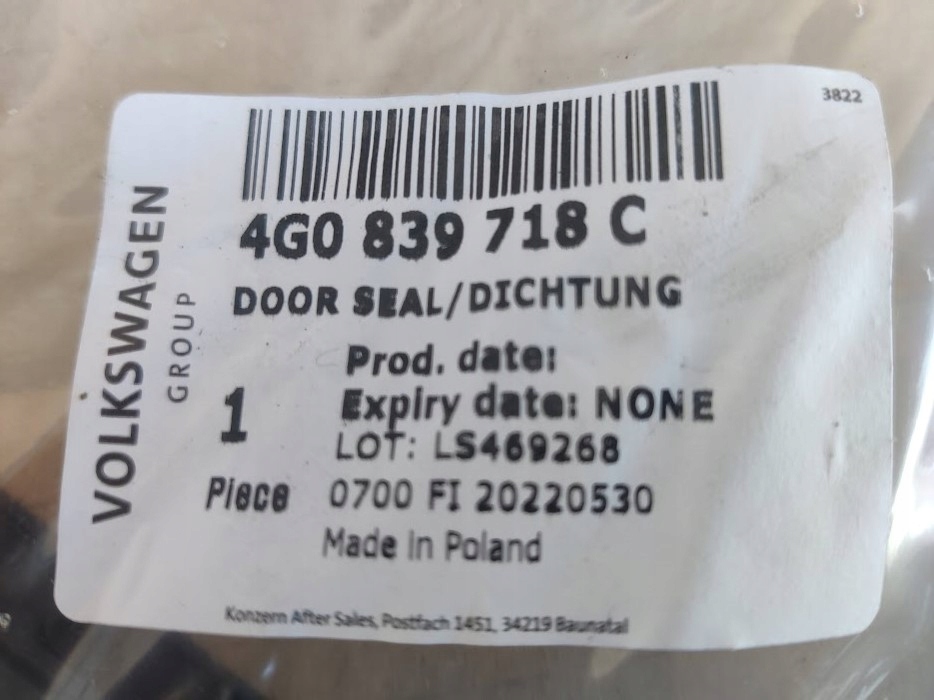 3822
4G0 839 718 C
DOOR SEAL/DICHTUNG
VOLKSWAGEN
GROUP
Prod. date:
Expiry date: NONE
1
LOT: LS469268
Piece 0700 FI 20220530
Made in Poland
Konzern After Sales, Postfach 1451, 34219 Baunatal